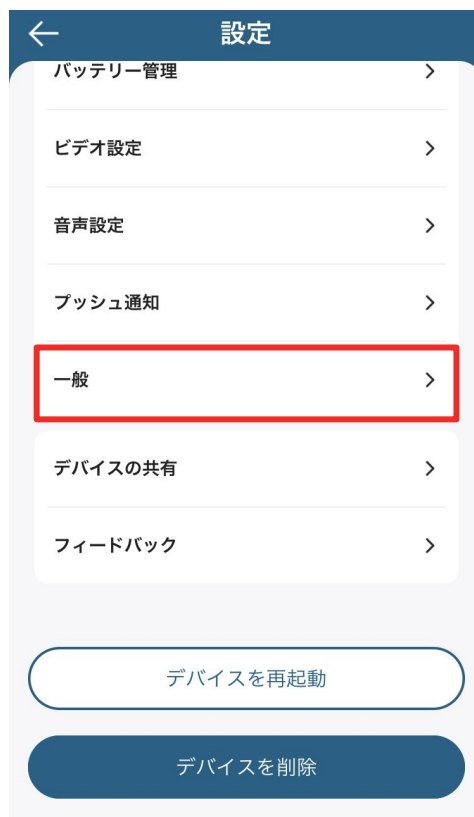 設定
バッテリー管理
ビデオ設定
音声設定
プッシュ通知
一般
デバイスの共有
フィードバック
デバイスを再起動
デバイスを削除